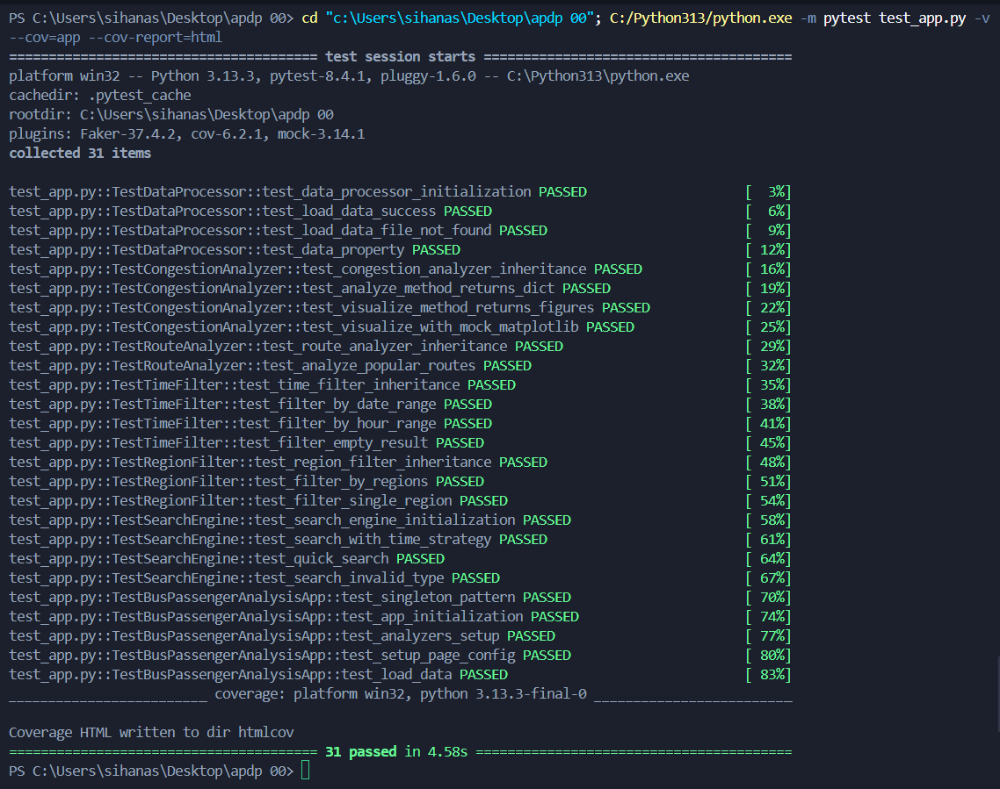 PS C:\Users\sihanas\Desktop\apdp 00> cd "c:\Users\sihanas\Desktop\apdp 00"; C:/Python313/python.exe -m pytest test_app.py -v
--cov=app --cov-report=html
======================================= test session starts =======================================
platform win32 -- Python 3.13.3, pytest-8.4.1, pluggy-1.6.0 -- C:\Python313\python.exe
cachedir: .pytest_cache
rootdir: C:\Users\sihanas\Desktop\apdp 00
plugins: Faker-37.4.2, cov-6.2.1, mock-3.14.1
collected 31 items
test_app.py::TestDataProcessor::test_data_processor_initialization PASSED [  3%]
test_app.py::TestDataProcessor::test_load_data_success PASSED [  6%]
test_app.py::TestDataProcessor::test_load_data_file_not_found PASSED [  9%]
test_app.py::TestDataProcessor::test_data_property PASSED [ 12%]
test_app.py::TestCongestionAnalyzer::test_congestion_analyzer_inheritance PASSED [ 16%]
test_app.py::TestCongestionAnalyzer::test_analyze_method_returns_dict PASSED [ 19%]
test_app.py::TestCongestionAnalyzer::test_visualize_method_returns_figures PASSED [ 22%]
test_app.py::TestCongestionAnalyzer::test_visualize_with_mock_matplotlib PASSED [ 25%]
test_app.py::TestRouteAnalyzer::test_route_analyzer_inheritance PASSED [ 29%]
test_app.py::TestRouteAnalyzer::test_analyze_popular_routes PASSED [ 32%]
test_app.py::TestTimeFilter::test_time_filter_inheritance PASSED [ 35%]
test_app.py::TestTimeFilter::test_filter_by_date_range PASSED [ 38%]
test_app.py::TestTimeFilter::test_filter_by_hour_range PASSED [ 41%]
test_app.py::TestTimeFilter::test_filter_empty_result PASSED [ 45%]
test_app.py::TestRegionFilter::test_region_filter_inheritance PASSED [ 48%]
test_app.py::TestRegionFilter::test_filter_by_regions PASSED [ 51%]
test_app.py::TestRegionFilter::test_filter_single_region PASSED [ 54%]
test_app.py::TestSearchEngine::test_search_engine_initialization PASSED [ 58%]
test_app.py::TestSearchEngine::test_search_with_time_strategy PASSED [ 61%]
test_app.py::TestSearchEngine::test_quick_search PASSED [ 64%]
test_app.py::TestSearchEngine::test_search_invalid_type PASSED [ 67%]
test_app.py::TestBusPassengerAnalysisApp::test_singleton_pattern PASSED [ 70%]
test_app.py::TestBusPassengerAnalysisApp::test_app_initialization PASSED [ 74%]
test_app.py::TestBusPassengerAnalysisApp::test_analyzers_setup PASSED [ 77%]
test_app.py::TestBusPassengerAnalysisApp::test_setup_page_config PASSED [ 80%]
test_app.py::TestBusPassengerAnalysisApp::test_load_data PASSED [ 83%]
_________________________ coverage: platform win32, python 3.13.3-final-0 _________________________
Coverage HTML written to dir htmlcov
======================================= 31 passed in 4.58s ========================================
PS C:\Users\sihanas\Desktop\apdp 00>